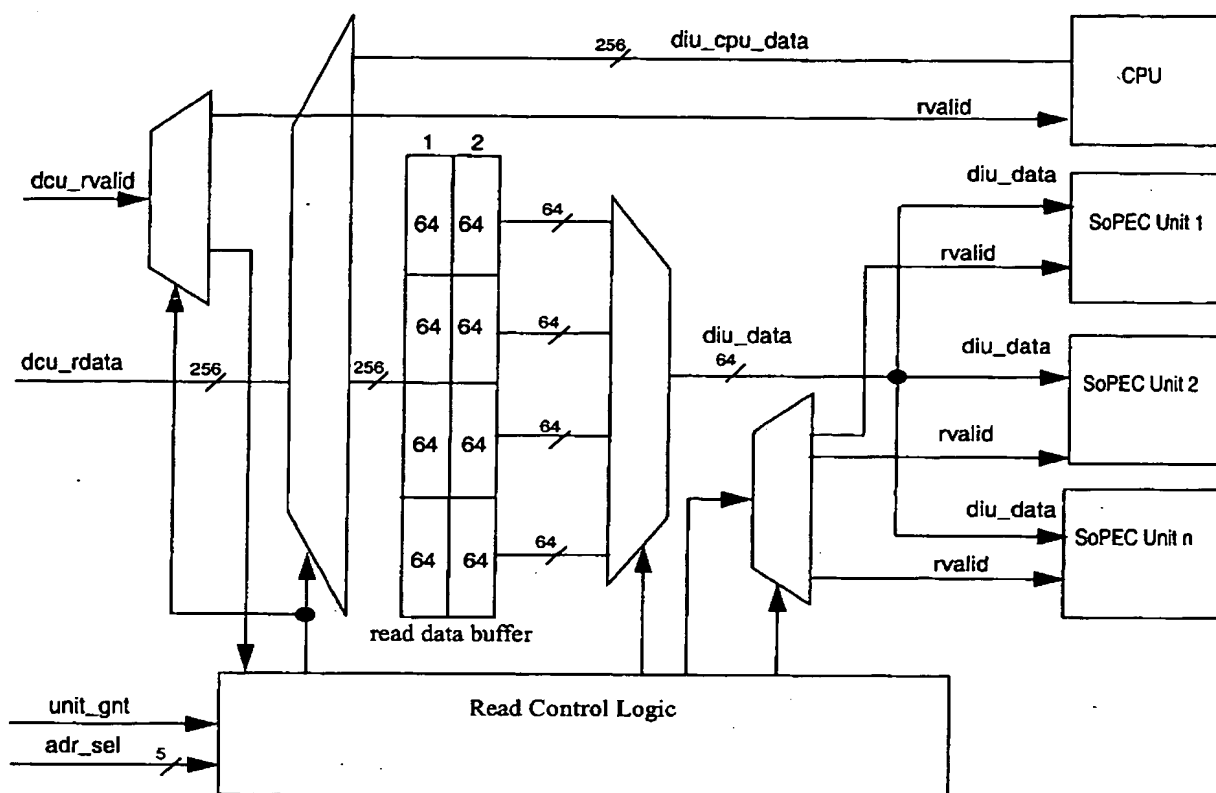 256
diu_cpu_data
CPU
rvalid
1
2
dcu_rvalid
diu_data
64
64
64
SoPEC Unit 1
rvalid
64
64
64
diu_data
64
diu_data
dcu_rdata
256
256
SoPEC Unit 2
64
64
64
rvalid
diu_data
64
64
64
SoPEC Unit n
rvalid
read data buffer
unit_gnt
Read Control Logic
adr_sel
5